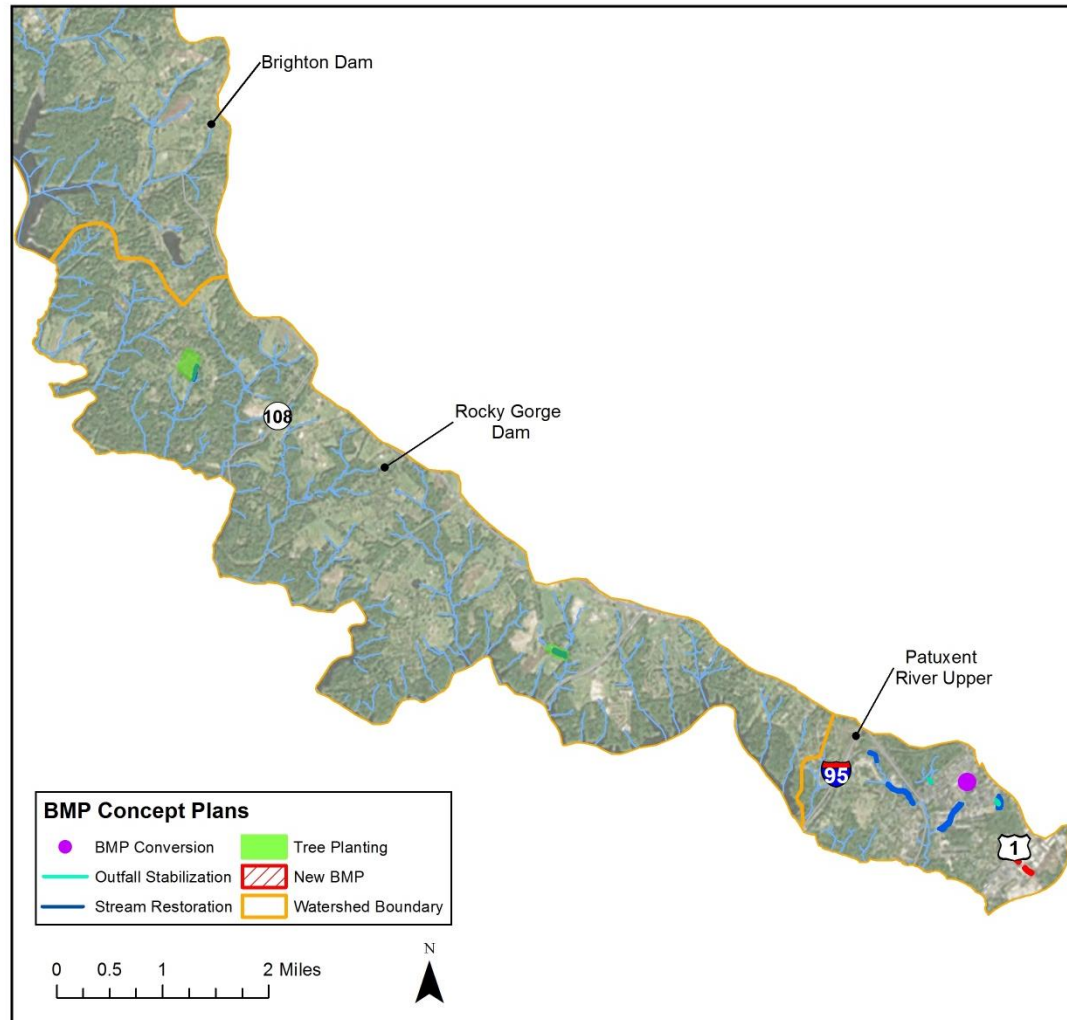 Brighton Dam
108
Rocky Gorge
Dam
Patuxent
River Upper
95
1
BMP Concept Plans
BMP Conversion
Tree Planting
Outfall Stabilization
New BMP
Stream Restoration
Watershed Boundary
N
0 0.5 1 2 Miles